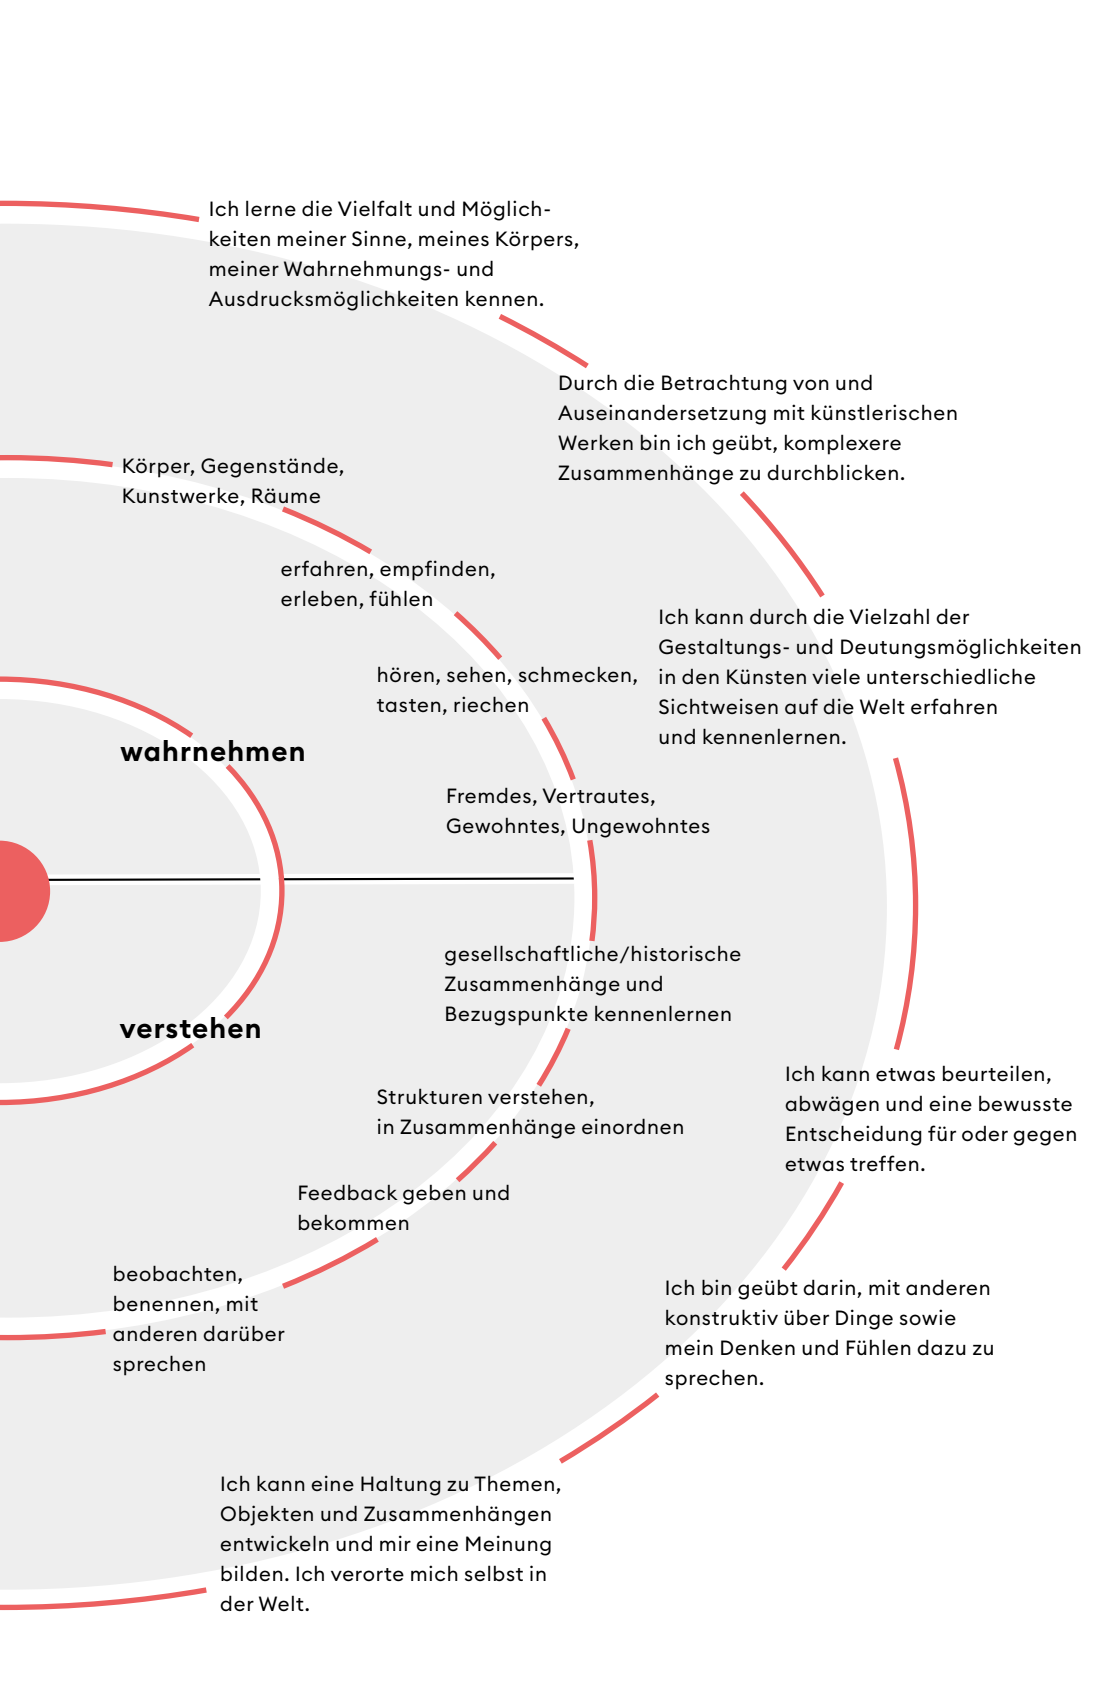 Ich lerne die Vielfalt und Möglich-
keiten meiner Sinne, meines Körpers,
meiner Wahrnehmungs- und
Ausdrucksmöglichkeiten kennen.
Durch die Betrachtung von und
Auseinandersetzung mit künstlerischen
Werken bin ich geübt, komplexere
Zusammenhänge zu durchblicken.
Körper, Gegenstände,
Kunstwerke, Räume
erfahren, empfinden,
erleben, fühlen
Ich kann durch die Vielzahl der
Gestaltungs- und Deutungsmöglichkeiten
in den Künsten viele unterschiedliche
Sichtweisen auf die Welt erfahren
und kennenlernen.
hören, sehen, schmecken,
tasten, riechen
wahrnehmen
Fremdes, Vertrautes,
Gewohntes, Ungewohntes
gesellschaftliche/historische
Zusammenhänge und
Bezugspunkte kennenlernen
verstehen
Ich kann etwas beurteilen,
abwägen und eine bewusste
Entscheidung für oder gegen
etwas treffen.
Strukturen verstehen,
in Zusammenhänge einordnen
Feedback geben und
bekommen
beobachten,
benennen, mit
anderen darüber
sprechen
Ich bin geübt darin, mit anderen
konstruktiv über Dinge sowie
mein Denken und Fühlen dazu zu
sprechen.
Ich kann eine Haltung zu Themen,
Objekten und Zusammenhängen
entwickeln und mir eine Meinung
bilden. Ich verorte mich selbst in
der Welt.